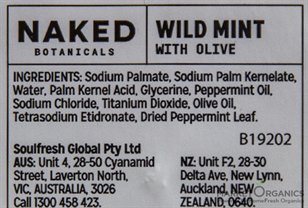 NAKED
BOTANICALS
WILD MINT
WITH OLIVE
INGREDIENTS: Sodium Palmate, Sodium Palm Kernelate,
Water, Palm Kernel Acid, Glycerine, Peppermint Oil,
Sodium Chloride, Titanium Dioxide, Olive Oil,
Tetrasodium Etidronate, Dried Peppermint Leaf.
B19202
Soulfresh Global Pty Ltd
AUS: Unit 4, 28-50 Cyanamid
Street, Laverton North,
VIC, AUSTRALIA, 3026
Call 1300 458 423.
NZ: Unit F2, 28-30
Delta Ave, New Lynn,
Auckland, NEW
ZEALAND, 0640.